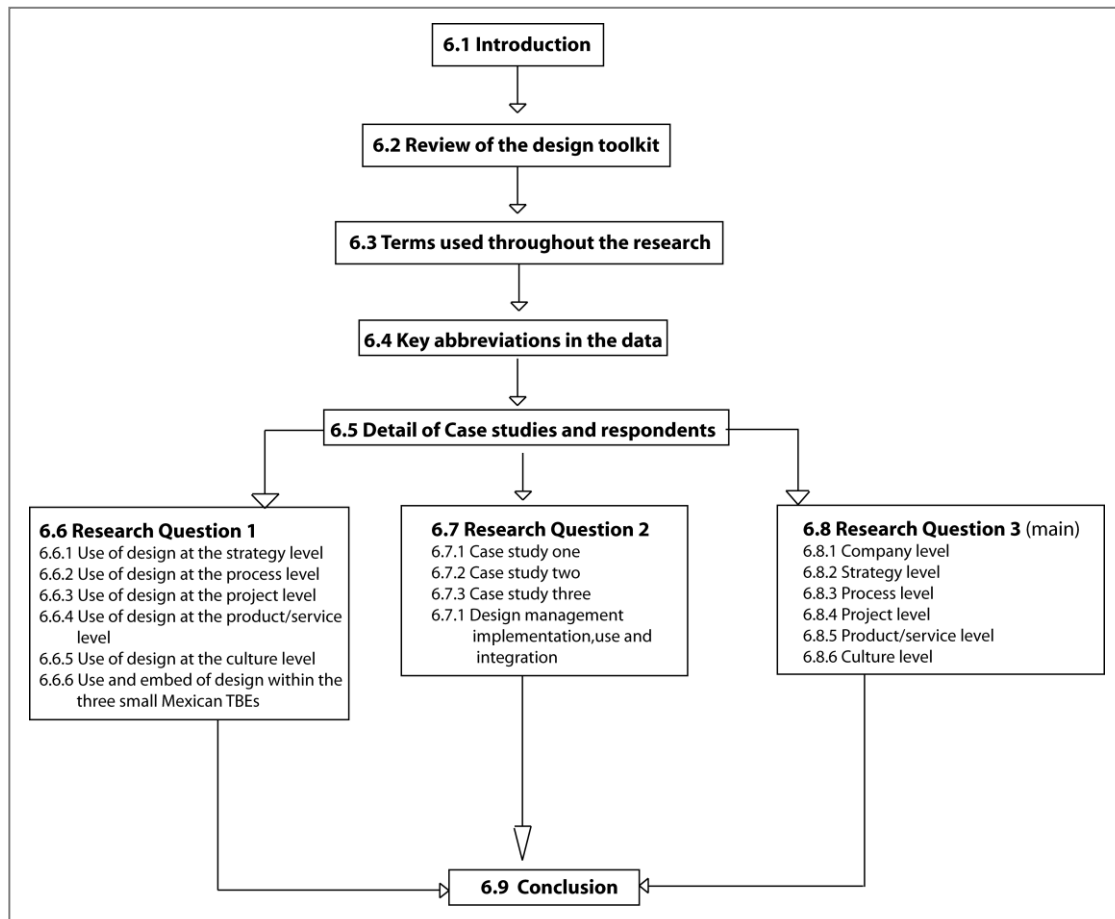 6.1 Introduction
6.2 Review of the design toolkit
6.3 Terms used throughout the research
6.4 Key abbreviations in the data
6.5 Detail of Case studies and respondents
6.6 Research Question 1
6.6.1 Use of design at the strategy level
6.6.2 Use of design at the process level
6.6.3 Use of design at the project level
6.6.4 Use of design at the product/service
level
6.6.5 Use of design at the culture level
6.6.6 Use and embed of design within the
three small Mexican TBEs
6.7 Research Question 2
6.7.1 Case study one
6.7.2 Case study two
6.7.3 Case study three
6.7.1 Design management
implementation,use and
integration
6.8 Research Question 3 (main)
6.8.1 Company level
6.8.2 Strategy level
6.8.3 Process level
6.8.4 Project level
6.8.5 Product/service level
6.8.6 Culture level
6.9 Conclusion